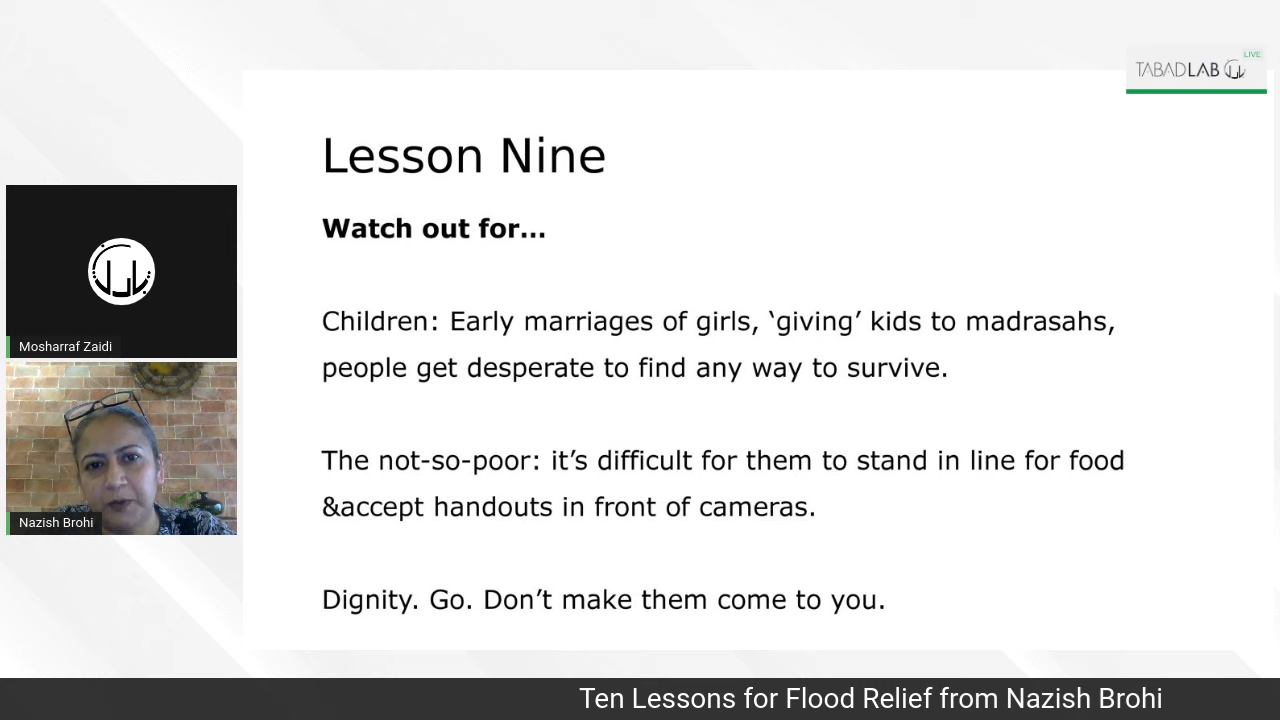 LIVE
TABADLAB
Lesson Nine
Watch out for...
Children: Early marriages of girls, ‘giving’ kids to madrasahs,
people get desperate to find any way to survive.
The not-so-poor: it’s difficult for them to stand in line for food
&accept handouts in front of cameras.
Dignity. Go. Don’t make them come to you.
Mosharraf Zaidi
Nazish Brohi
Ten Lessons for Flood Relief from Nazish Brohi